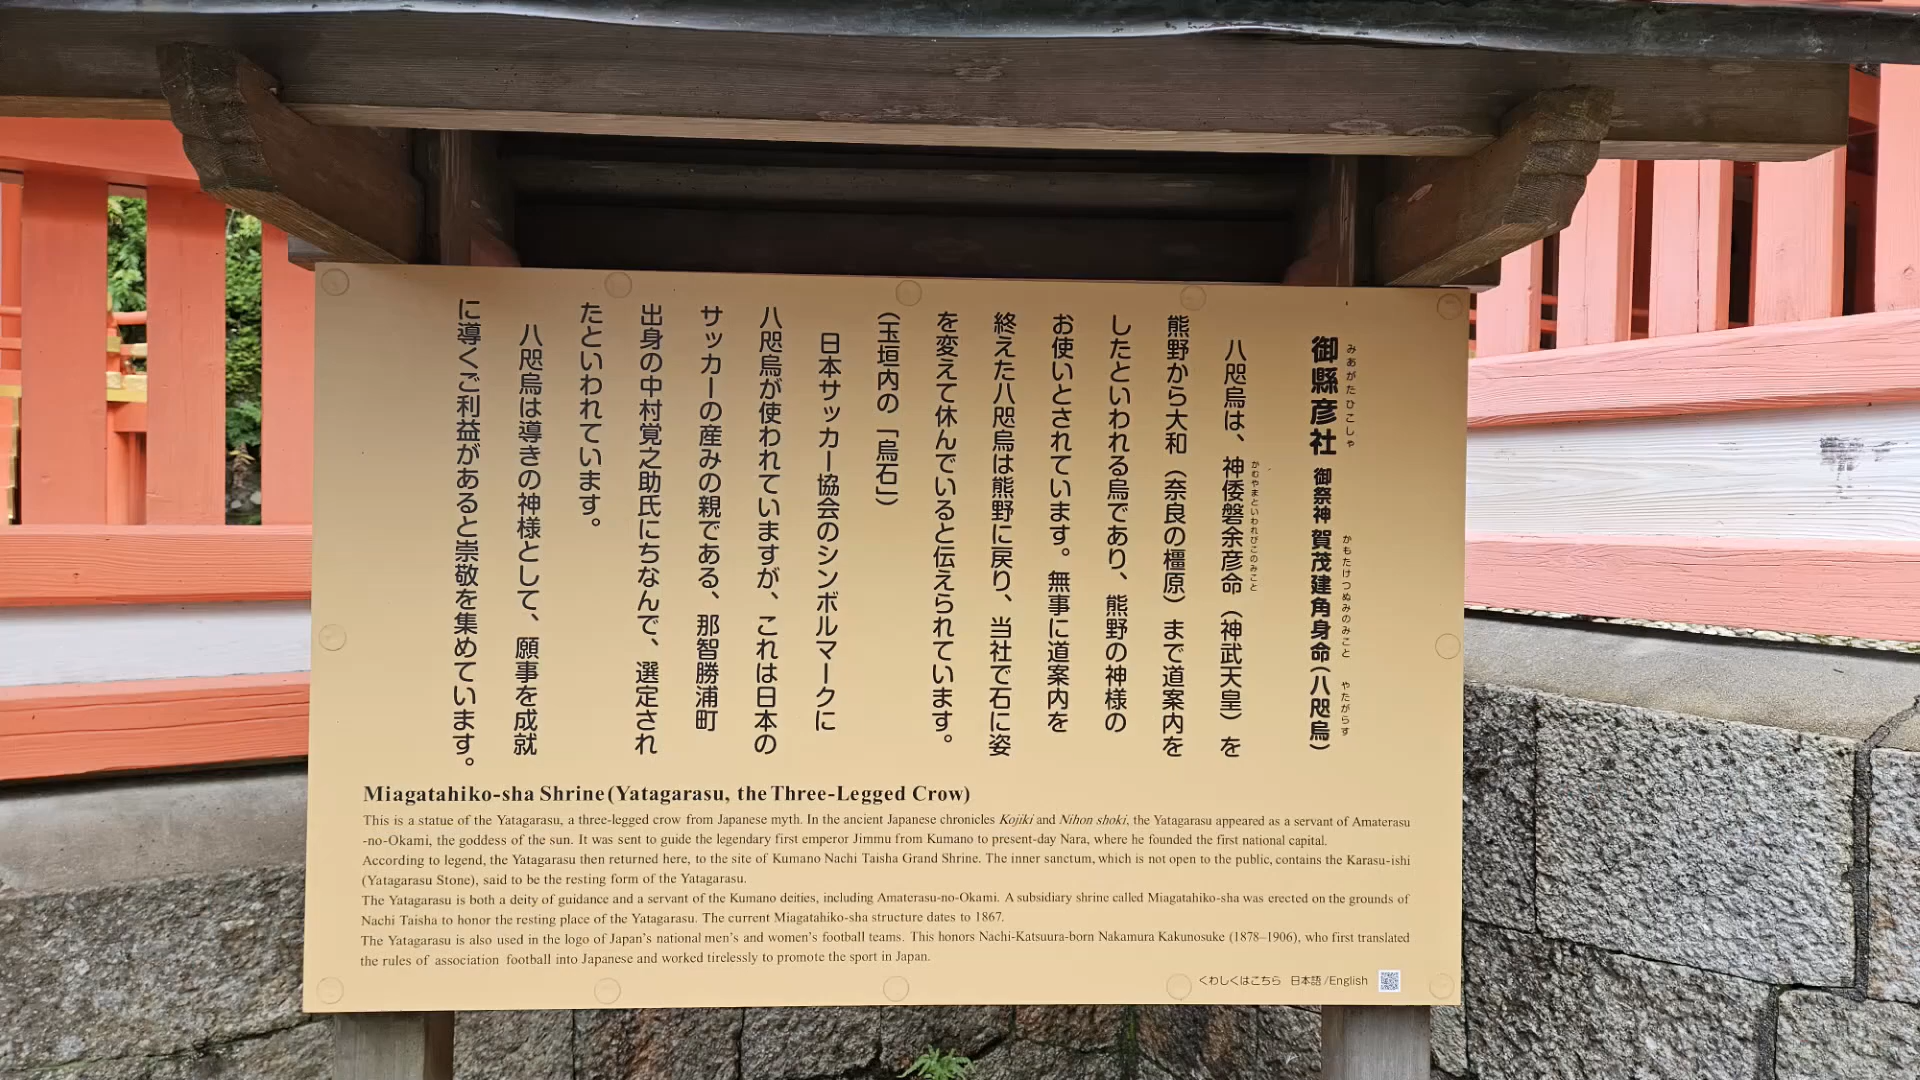 御縣彦社 御祭神 賀茂建角身命(八咫烏)
みあがたひこしゃ かもたけつぬみのみこと やたがらす
八咫烏は、神倭磐余彦命(神武天皇)を
かむやまといわれびこのみこと
熊野から大和(奈良の橿原)まで道案内を
したといわれる烏であり、熊野の神様の
お使いとされています。無事に道案内を
終えた八咫烏は熊野に戻り、当社で石に姿
を変えて休んでいると伝えられています。
(玉垣内の「烏石」)
日本サッカー協会のシンボルマークに
八咫烏が使われていますが、これは日本の
サッカーの産みの親である、那智勝浦町
出身の中村覚之助氏にちなんで、選定され
たといわれています。
八咫烏は導きの神様として、願事を成就
に導くご利益があると崇敬を集めています。
Miagatahiko-sha Shrine(Yatagarasu, the Three-Legged Crow)
This is a statue of the Yatagarasu, a three-legged crow from Japanese myth. In the ancient Japanese chronicles Kojiki and Nihon shoki, the Yatagarasu appeared as a servant of Amaterasu
-no-Okami, the goddess of the sun. It was sent to guide the legendary first emperor Jimmu from Kumano to present-day Nara, where he founded the first national capital.
According to legend, the Yatagarasu then returned here, to the site of Kumano Nachi Taisha Grand Shrine. The inner sanctum, which is not open to the public, contains the Karasu-ishi
(Yatagarasu Stone), said to be the resting form of the Yatagarasu.
The Yatagarasu is both a deity of guidance and a servant of the Kumano deities, including Amaterasu-no-Okami. A subsidiary shrine called Miagatahiko-sha was erected on the grounds of
Nachi Taisha to honor the resting place of the Yatagarasu. The current Miagatahiko-sha structure dates to 1867.
The Yatagarasu is also used in the logo of Japan's national men's and women's football teams. This honors Nachi-Katsuura-born Nakamura Kakunosuke (1878–1906), who first translated
the rules of association football into Japanese and worked tirelessly to promote the sport in Japan.
くわしくはこちら 日本語/English